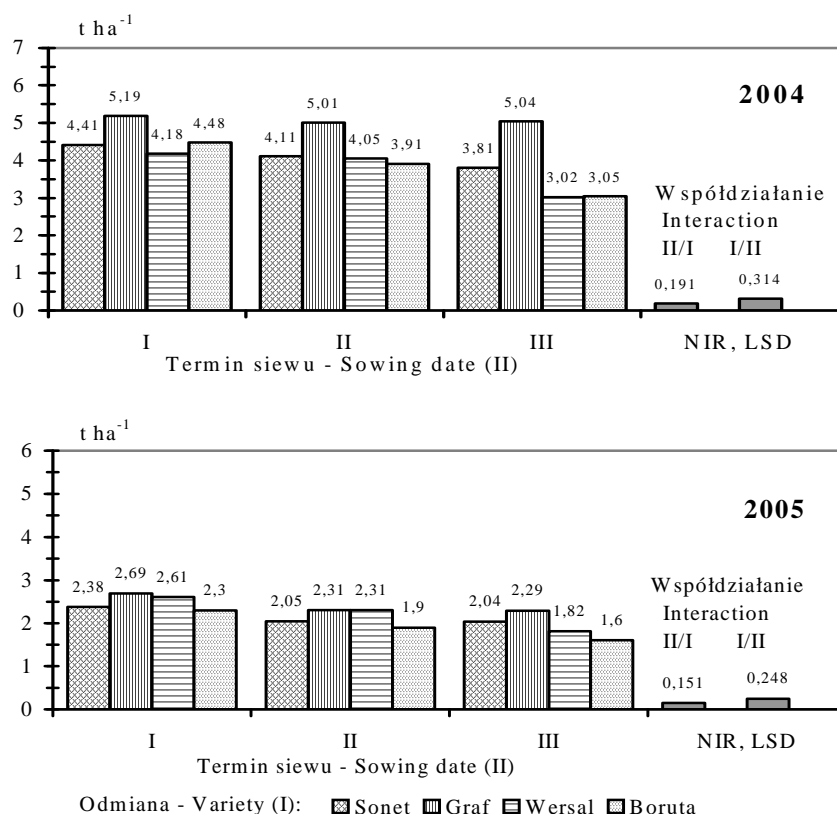 t ha-1
7
6
5
4
3
2
1
0
2004
4,41 5,19 4,18 4,48
4,11 5,01 4,05 3,91
3,81 5,04 3,02 3,05
Współdziałanie
Interaction
II/I I/II
0,191 0,314
I II III NIR, LSD
Termin siewu - Sowing date (II)
t ha-1
6
5
4
3
2
1
0
2005
2,38 2,69 2,61 2,3
2,05 2,31 2,31 1,9
2,04 2,29 1,82 1,6
Współdziałanie
Interaction
II/I I/II
0,151 0,248
I II III NIR, LSD
Termin siewu - Sowing date (II)
Odmiana - Variety (I): Sonet Graf Wersal Boruta